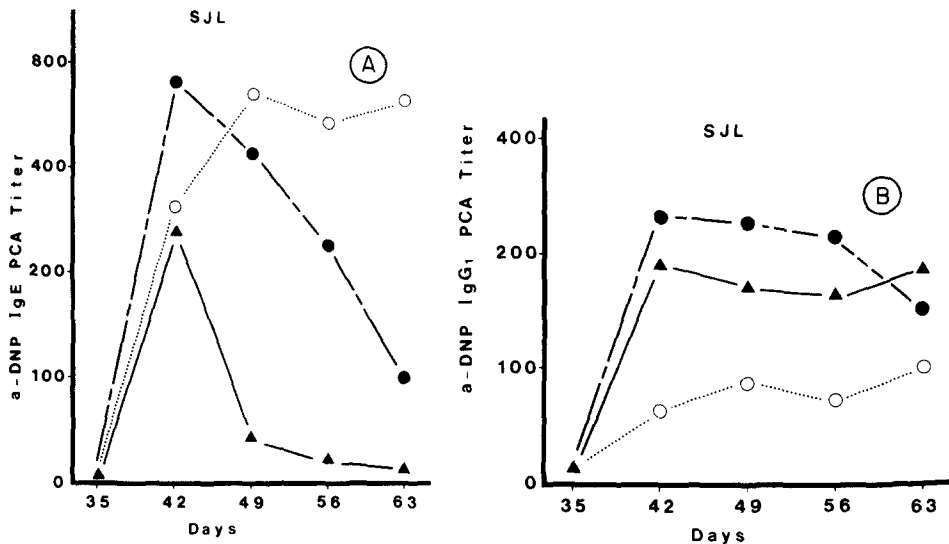 SJL
A
800
400
200
100
0
a-DNP IgE PCA Titer
35 42 49 56 63
Days
SJL
B
400
200
100
0
a-DNP IgG₁ PCA Titer
35 42 49 56 63
Days